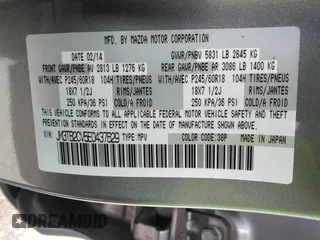 MFD. BY MAZDA MOTOR CORPORATION
DATE 02/14 GVWR/PNBV 5831 LB 2645 KG
FRONT GAWR/PNBE AV 2813 LB 1276 KG REAR GAWR/PNBE AR 3086 LB 1400 KG
WITH/AVEC P245/60R18 104H TIRES/PNEUS WITH/AVEC P245/60R18 104H TIRES/PNEUS
18X7 1/2J RIMS/JANTES 18X7 1/2J RIMS/JANTES
250 KPA/36 PSI COLD/A FROID 250 KPA/36 PSI COLD/A FROID
THIS VEHICLE CONFORMS TO ALL APPLICABLE FEDERAL
MOTOR VEHICLE SAFETY STANDARDS IN EFFECT ON THE DATE OF
MANUFACTURE SHOWN ABOVE.
JM3TB2CV5E0437629 TYPE: MPV COLOR CODE: 38P MADE IN JAPAN